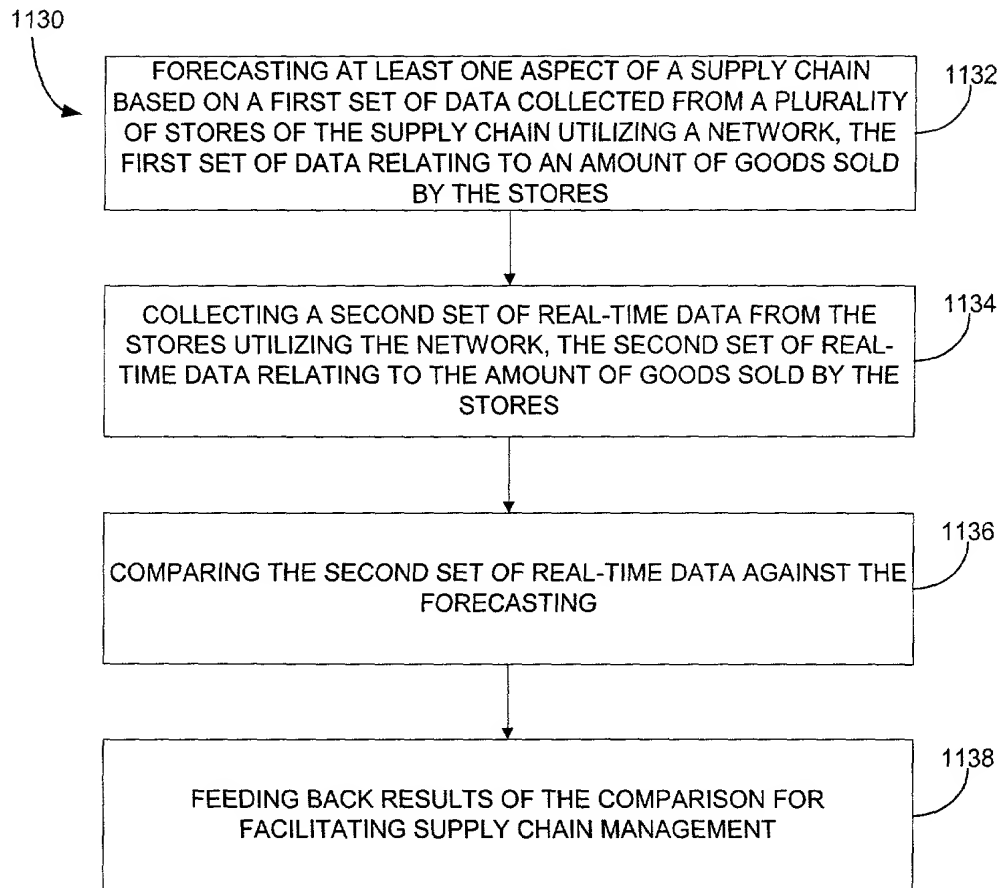 1130
FORECASTING AT LEAST ONE ASPECT OF A SUPPLY CHAIN
BASED ON A FIRST SET OF DATA COLLECTED FROM A PLURALITY
OF STORES OF THE SUPPLY CHAIN UTILIZING A NETWORK, THE
FIRST SET OF DATA RELATING TO AN AMOUNT OF GOODS SOLD
BY THE STORES
1132
COLLECTING A SECOND SET OF REAL-TIME DATA FROM THE
STORES UTILIZING THE NETWORK, THE SECOND SET OF REAL-
TIME DATA RELATING TO THE AMOUNT OF GOODS SOLD BY THE
STORES
1134
COMPARING THE SECOND SET OF REAL-TIME DATA AGAINST THE
FORECASTING
1136
FEEDING BACK RESULTS OF THE COMPARISON FOR
FACILITATING SUPPLY CHAIN MANAGEMENT
1138